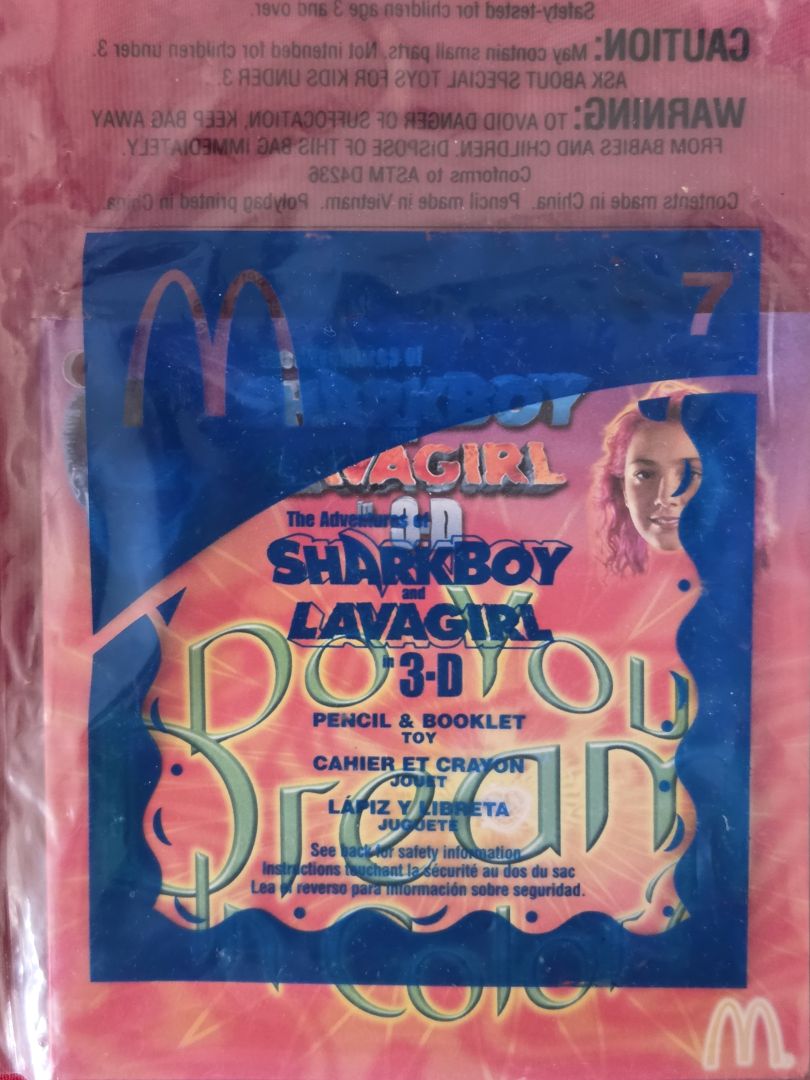 Safety-tested for children age 3 and over.
CAUTION: May contain small parts. Not intended for children under 3.
ASK ABOUT SPECIAL TOYS FOR KIDS UNDER 3
WARNING: TO AVOID DANGER OF SUFFOCATION, KEEP BAG AWAY
FROM BABIES AND CHILDREN. DISPOSE OF THIS BAG IMMEDIATELY.
Conforms to ASTM D4236
Contents made in China. Pencil made in Vietnam. Polybag printed in China
M
7
The Adventures of
SHARKBOY
LAVAGIRL
in
3-D
The Adventures of
SHARKBOY
and
LAVAGIRL
in 3-D
Do You
Dream
In Color?
PENCIL & BOOKLET
TOY
CAHIER ET CRAYON
JOUET
LÁPIZ Y LIBRETA
JUGUETE
See back for safety information
Instructions touchant la sécurité au dos du sac
Lea el reverso para información sobre seguridad.
M